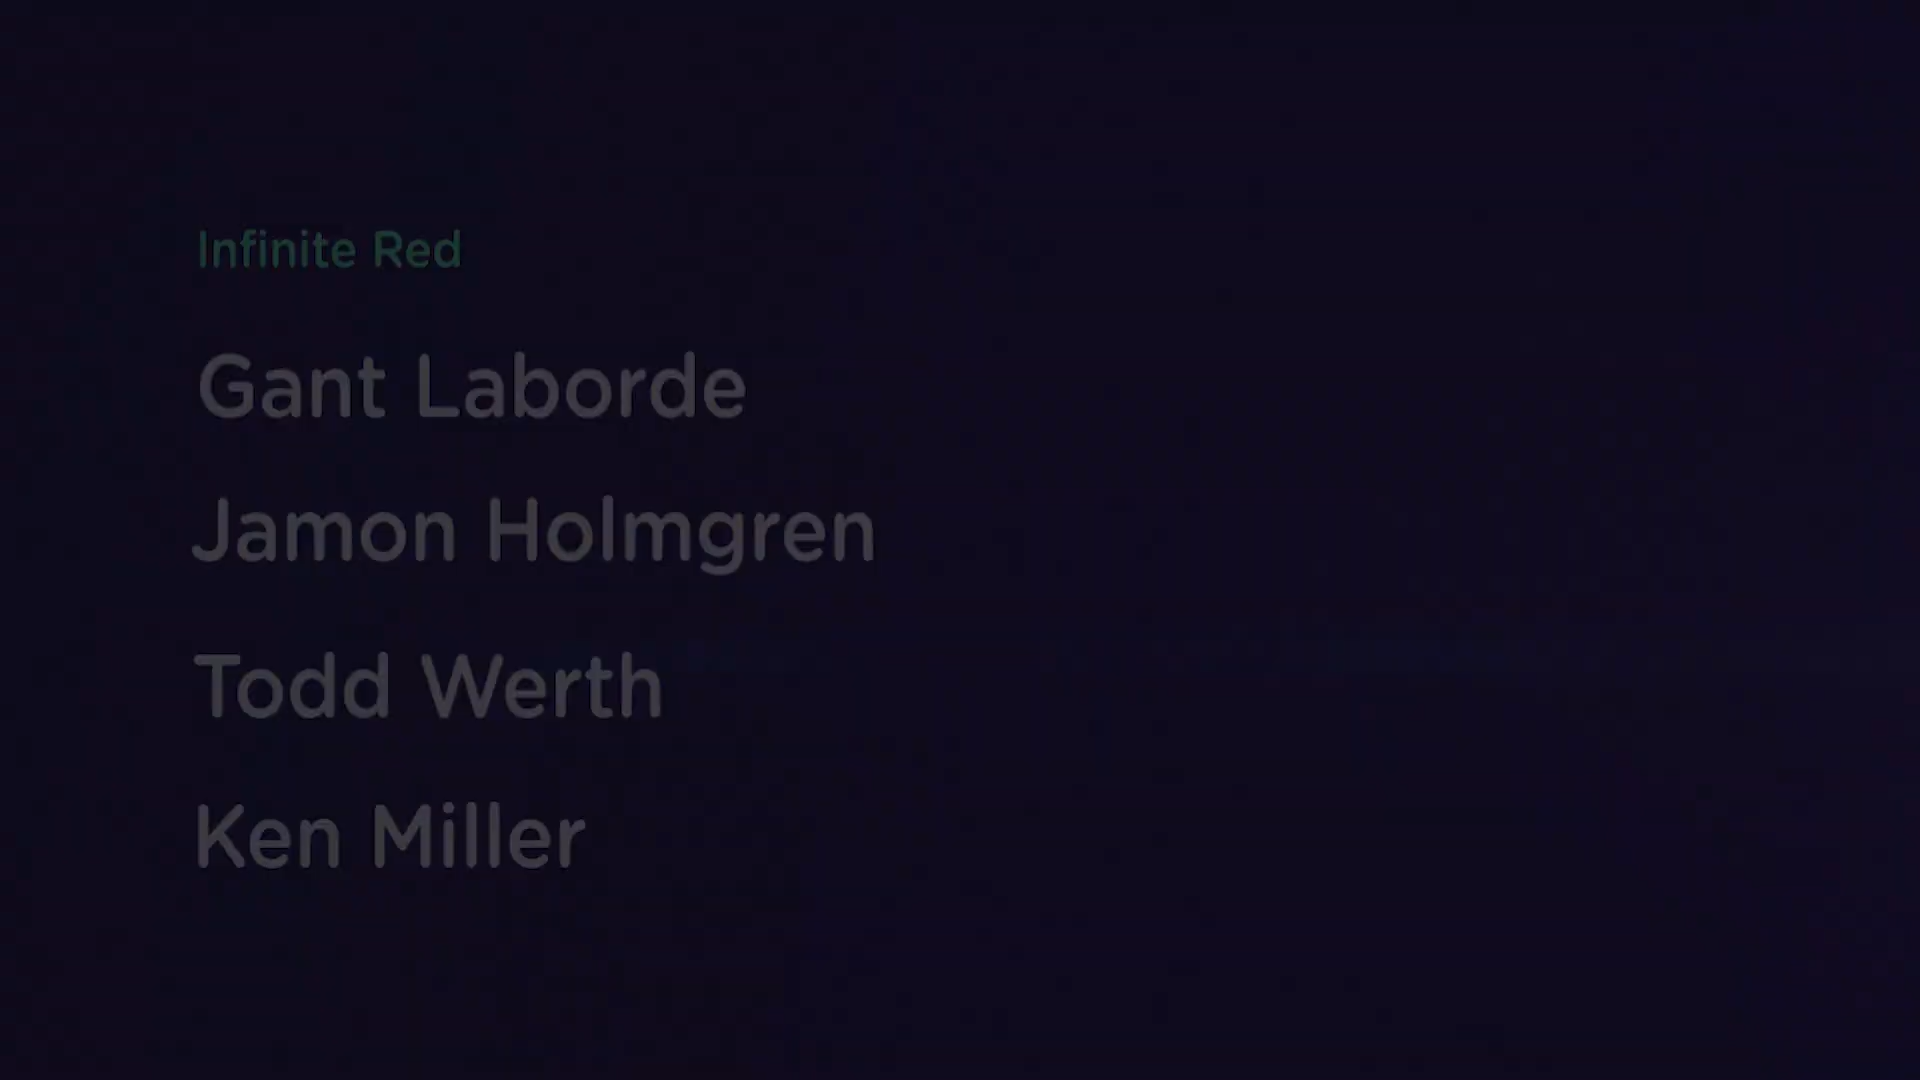 Infinite Red
Gant Laborde
Jamon Holmgren
Todd Werth
Ken Miller